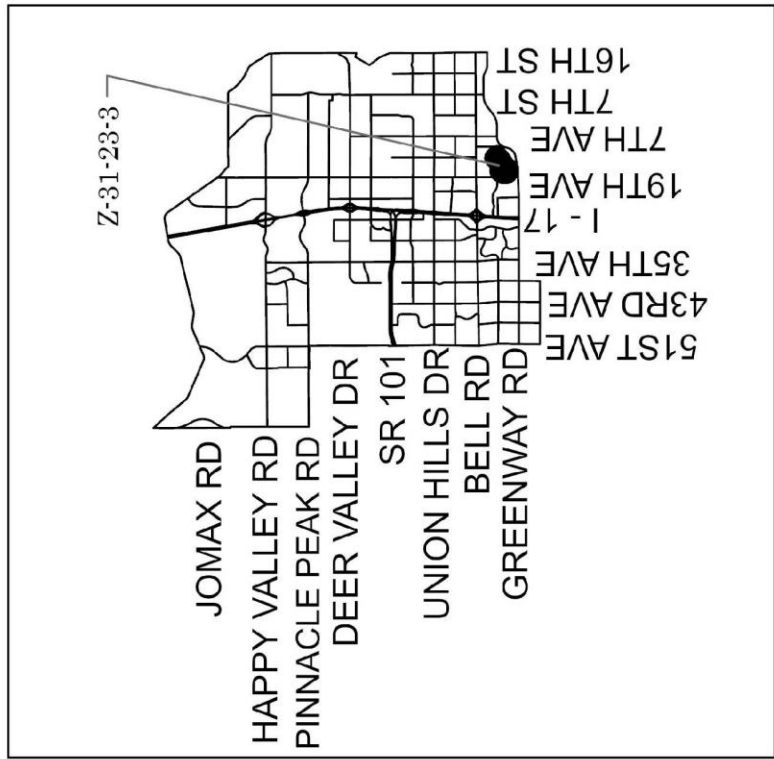 Z-31-23-3
JOMAX RD
HAPPY VALLEY RD
PINNACLE PEAK RD
DEER VALLEY DR
SR 101
UNION HILLS DR
BELL RD
GREENWAY RD
51ST AVE
43RD AVE
35TH AVE
I - 17
19TH AVE
7TH AVE
7TH ST
16TH ST